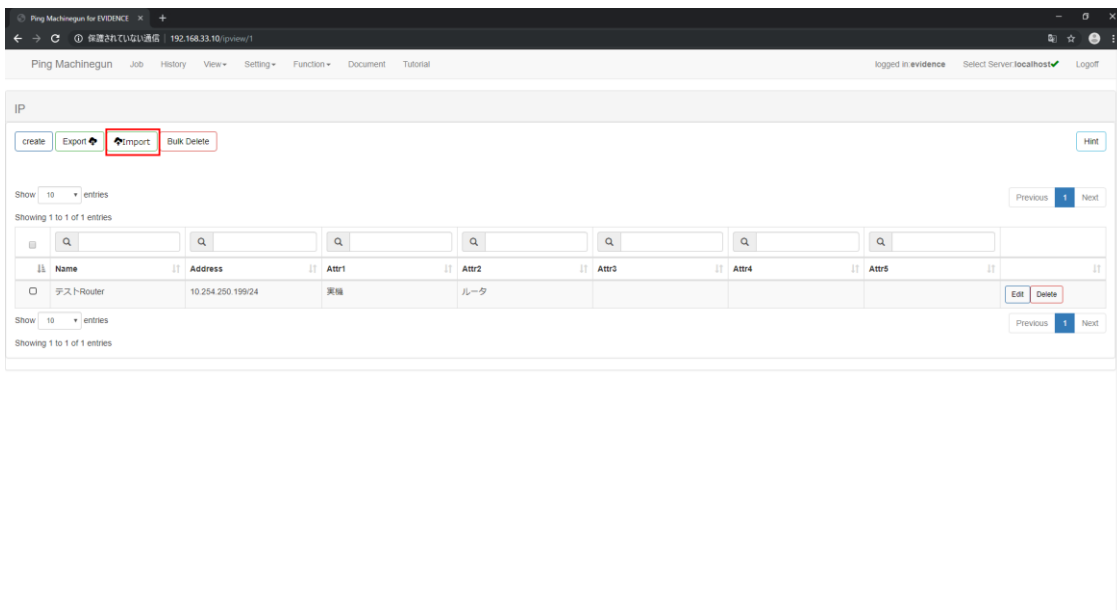 Ping Machinegun for EVIDENCE
保護されていない通信 | 192.168.33.10/ipview/1
Ping Machinegun Job History View Setting Function Document Tutorial logged in:evidence Select Server:localhost Logoff
IP
create Export Import Bulk Delete Hint
Show 10 entries Previous 1 Next
Showing 1 to 1 of 1 entries
Name Address Attr1 Attr2 Attr3 Attr4 Attr5
テストRouter 10.254.250.199/24 実機 ルータ Edit Delete
Show 10 entries Previous 1 Next
Showing 1 to 1 of 1 entries